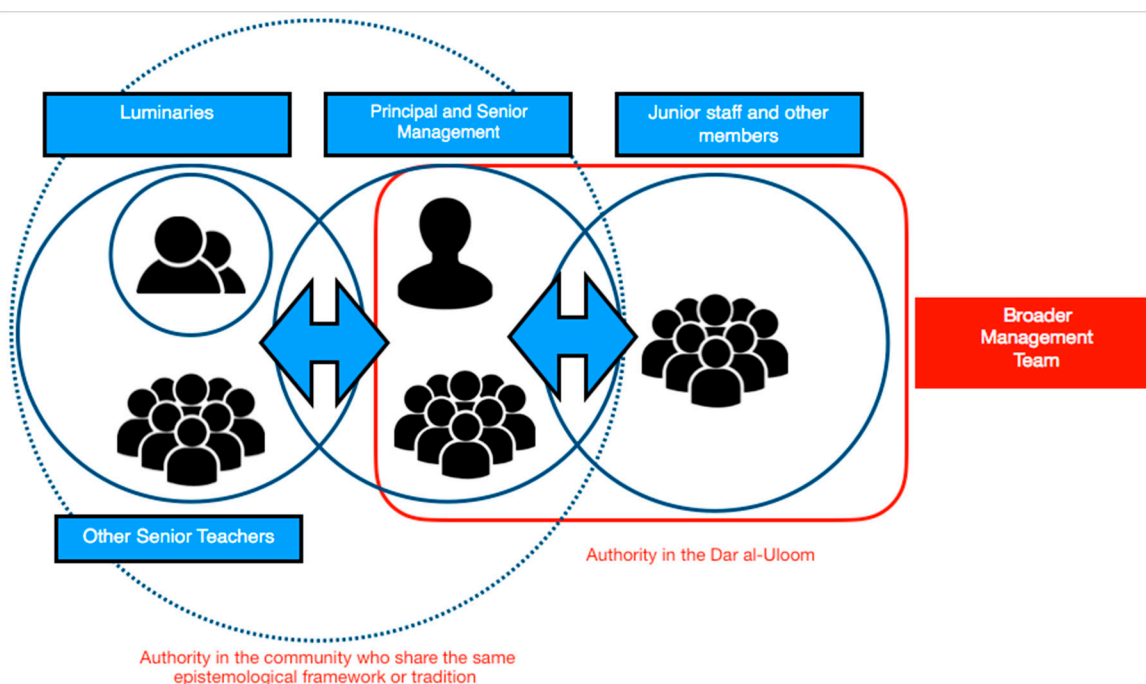 Luminaries
Principal and Senior
Management
Junior staff and other
members
Broader
Management
Team
Other Senior Teachers
Authority in the Dar al-Uloom
Authority in the community who share the same
epistemological framework or tradition